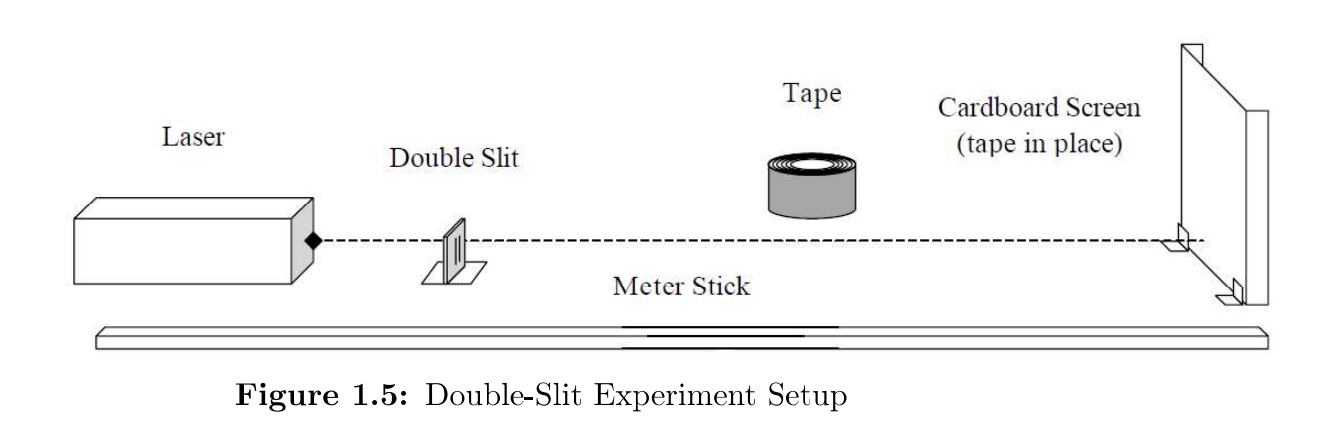 Tape
Cardboard Screen
(tape in place)
Laser
Double Slit
Meter Stick
Figure 1.5: Double-Slit Experiment Setup